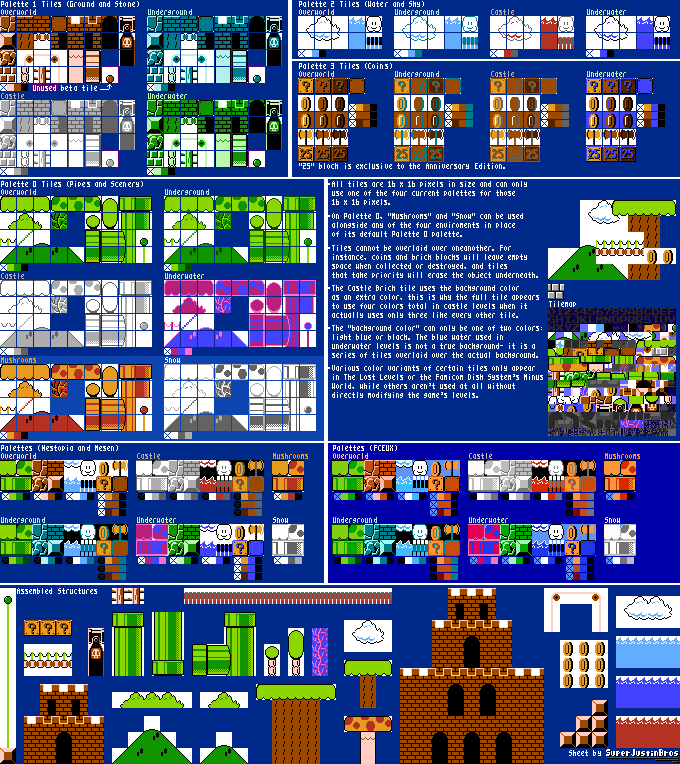 Palette 1 Tiles (Ground and Stone)
Overworld
Underground
Unused beta tile
Castle
Underwater
Palette 2 Tiles (Water and Sky)
Overworld
Underground
Castle
Underwater
Palette 3 Tiles (Coins)
Overworld
Underground
Castle
Underwater
? ? ?
25 25 25
25 25 25
25 25 25
25 25 25
"25" block is exclusive to the Anniversary Edition.
Palette 0 Tiles (Pipes and Scenery)
Overworld
Underground
Castle
Underwater
Mushrooms
Snow
All tiles are 16 x 16 pixels in size and can only
use one of the four current palettes for those
16 x 16 pixels.
On Palette 0, "Mushrooms" and "Snow" can be used
alongside any of the four enviroments in place
of its default Palette 0 palette.
Tiles cannot be overlaid over oneanother. For
instance, coins and brick blocks will leave empty
space when collected or destroyed, and tiles
that take priority will erase the object underneath.
The Castle Brick tile uses the background color
as an extra color, this is why the full tile appears
to use four colors total in castle levels when it
actually uses only three like every other tile.
The "background color" can only be one of two colors:
light blue or black. The blue water used in
underwater levels is not a true background- it is a
series of tiles overlaid over the actual background.
Various color variants of certain tiles only appear
in The Lost Levels or the Famicom Disk System's Minus
World, while others aren't used at all without
directly modifying the game's levels.
Tilemap
Palettes (Nestopia and Mesen)
Overworld
Castle
Mushrooms
Underground
Underwater
Snow
Palettes (FCEUX)
Overworld
Castle
Mushrooms
Underground
Underwater
Snow
Assembled Structures
? ? ?
Sheet by SuperJustinBros